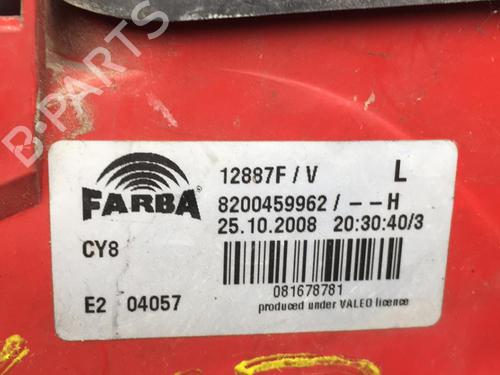 B-PARTS
FARBA
12887F / V L
8200459962 / - - H
25.10.2008 20:30:40/3
CY8
081678781
E2 04057
produced under VALEO licence